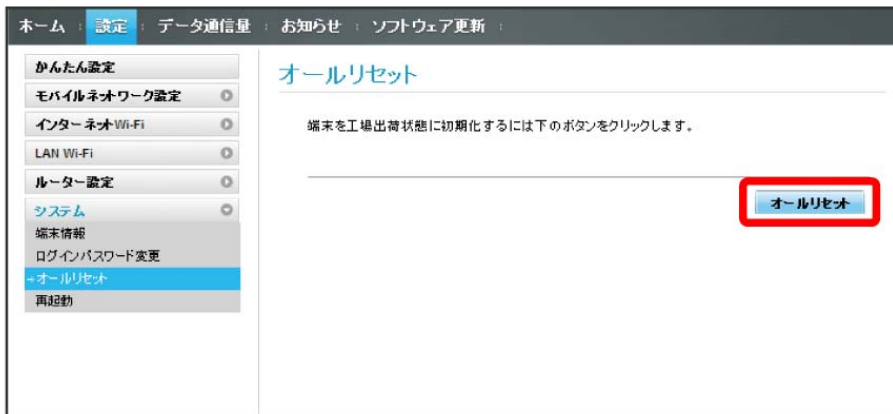 ホーム 設定 データ通信量 お知らせ ソフトウェア更新
かんたん設定
モバイルネットワーク設定
インターネットWi-Fi
LAN Wi-Fi
ルーター設定
システム
端末情報
ログインパスワード変更
→オールリセット
再起動
オールリセット
端末を工場出荷状態に初期化するには下のボタンをクリックします。
オールリセット